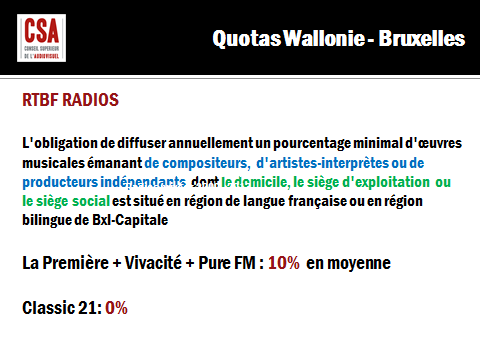 CSA
CONSEIL SUPERIEUR
DE L'AUDIOVISUEL
Quotas Wallonie - Bruxelles
RTBF RADIOS
L'obligation de diffuser annuellement un pourcentage minimal d'œuvres
musicales émanant de compositeurs, d'artistes-interprètes ou de
producteurs indépendants dont le domicile, le siège d'exploitation ou
le siège social est situé en région de langue française ou en région
bilingue de Bxl-Capitale
La Première + Vivacité + Pure FM : 10% en moyenne
Classic 21: 0%